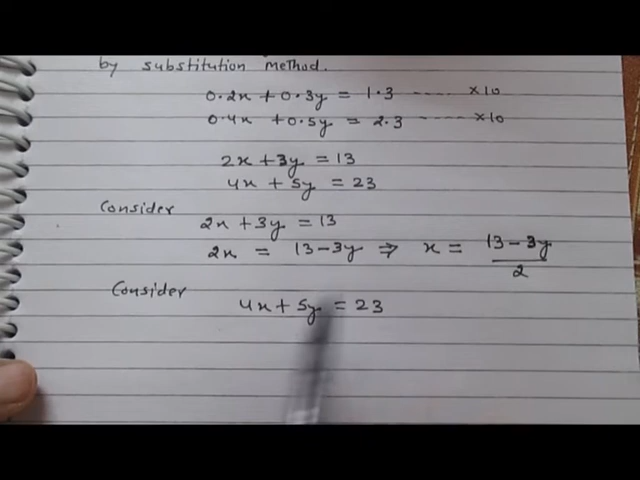 by substitution method.
0.2x + 0.3y = 1.3 ---- x10
0.4x + 0.5y = 2.3 ---- x10
2x + 3y = 13
4x + 5y = 23
Consider
2x + 3y = 13
2x = 13 - 3y ⇒ x = (13 - 3y)/2
Consider
4x + 5y = 23